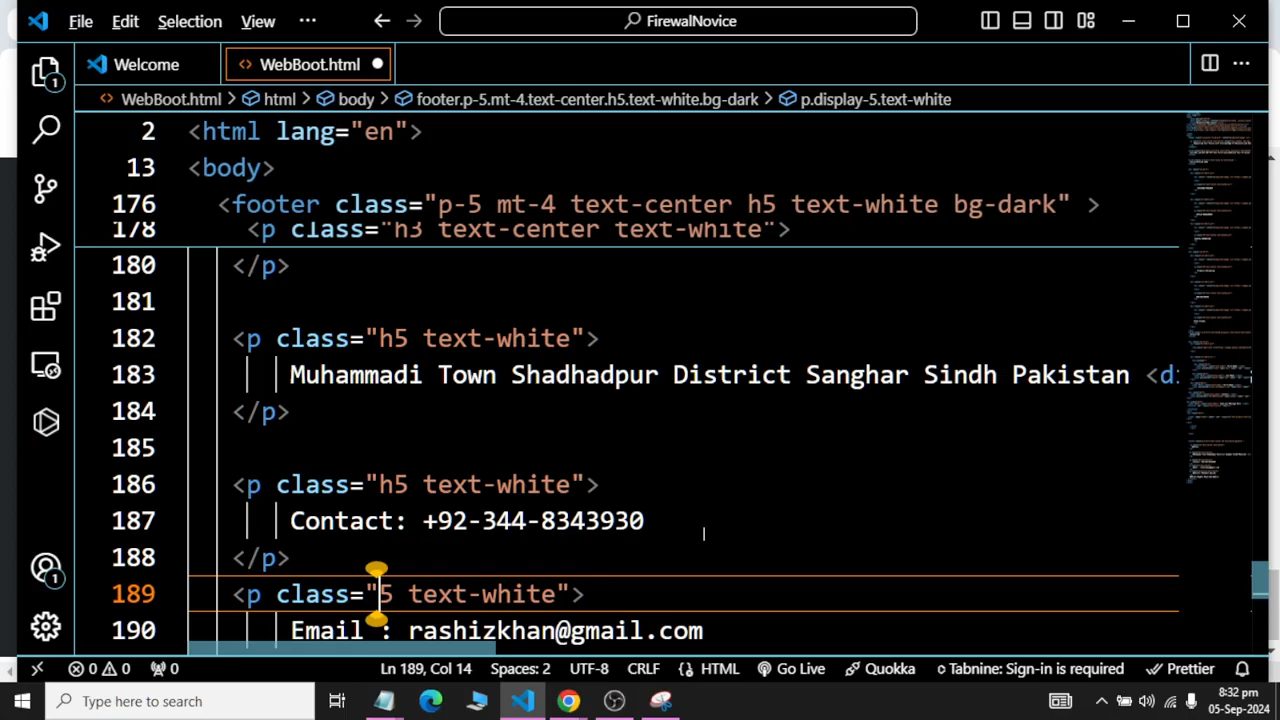 File Edit Selection View ··· FirewalNovice
Welcome WebBoot.html
WebBoot.html > html > body > footer.p-5.mt-4.text-center.h5.text-white.bg-dark > p.display-5.text-white
2 <html lang="en">
13 <body>
176 <footer class="p-5 mt-4 text-center h5 text-white bg-dark" >
178 <p class="h5 text-center text-white">
180 </p>
181
182 <p class="h5 text-white">
183 Muhammadi Town Shadhadpur District Sanghar Sindh Pakistan <di
184 </p>
185
186 <p class="h5 text-white">
187 Contact: +92-344-8343930
188 </p>
189 <p class="5 text-white">
190 Email : rashizkhan@gmail.com
1
1
0 0 0 Ln 189, Col 14 Spaces: 2 UTF-8 CRLF HTML Go Live Quokka Tabnine: Sign-in is required Prettier
Type here to search
8:32 pm
05-Sep-2024